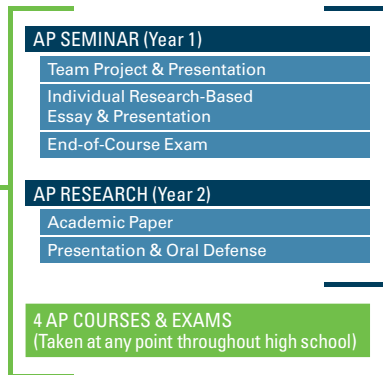 AP SEMINAR (Year 1)
Team Project & Presentation
Individual Research-Based
Essay & Presentation
End-of-Course Exam
AP RESEARCH (Year 2)
Academic Paper
Presentation & Oral Defense
4 AP COURSES & EXAMS
(Taken at any point throughout high school)